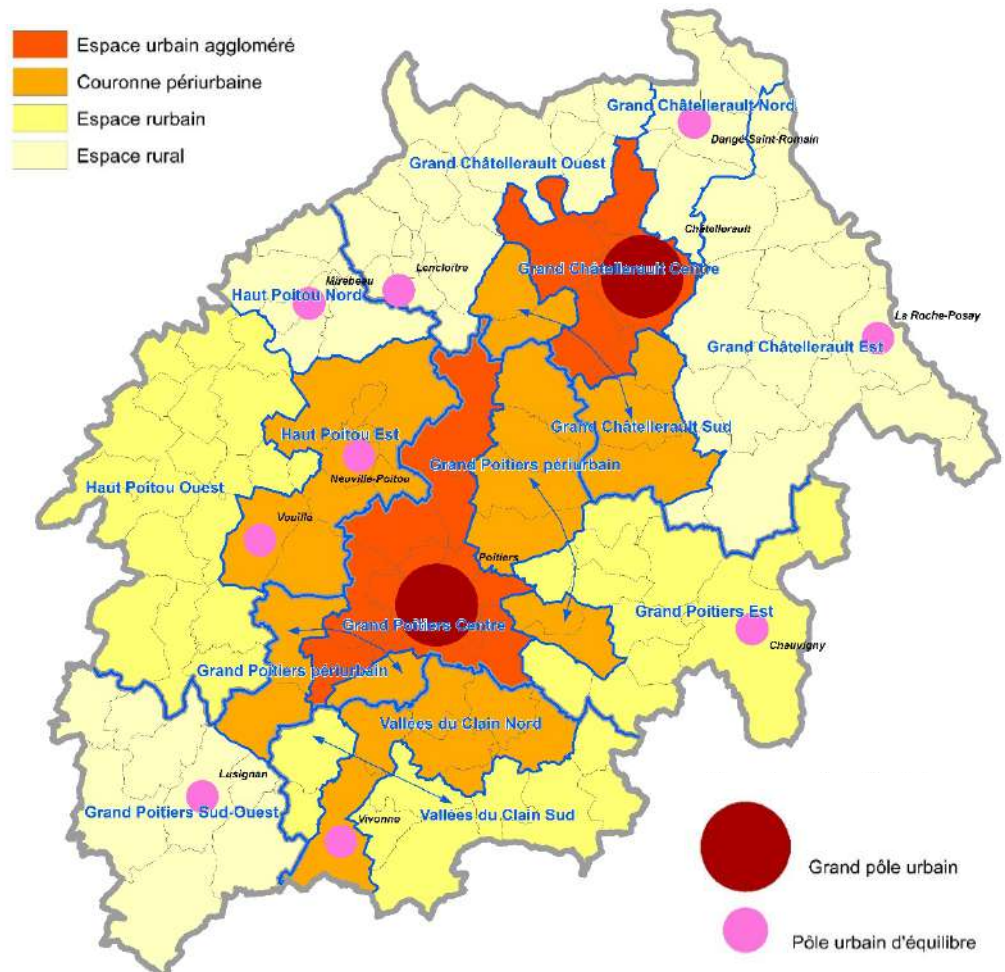 Espace urbain aggloméré
Couronne périurbaine
Espace rurbain
Espace rural
Grand Châtellerault Nord
Dangé-Saint-Romain
Grand Châtellerault Ouest
Châtellerault
Lencloître
Grand Châtellerault Centre
Mirebeau
Haut Poitou Nord
La Roche-Posay
Grand Châtellerault Est
Grand Châtellerault Sud
Haut Poitou Est
Grand Poitiers périurbain
Neuville-Poitou
Haut Poitou Ouest
Vouillé
Poitiers
Grand Poitiers Est
Grand Poitiers Centre
Chauvigny
Grand Poitiers périurbain
Vallées du Clain Nord
Lusignan
Grand Poitiers Sud-Ouest
Vivonne
Vallées du Clain Sud
Grand pôle urbain
Pôle urbain d'équilibre